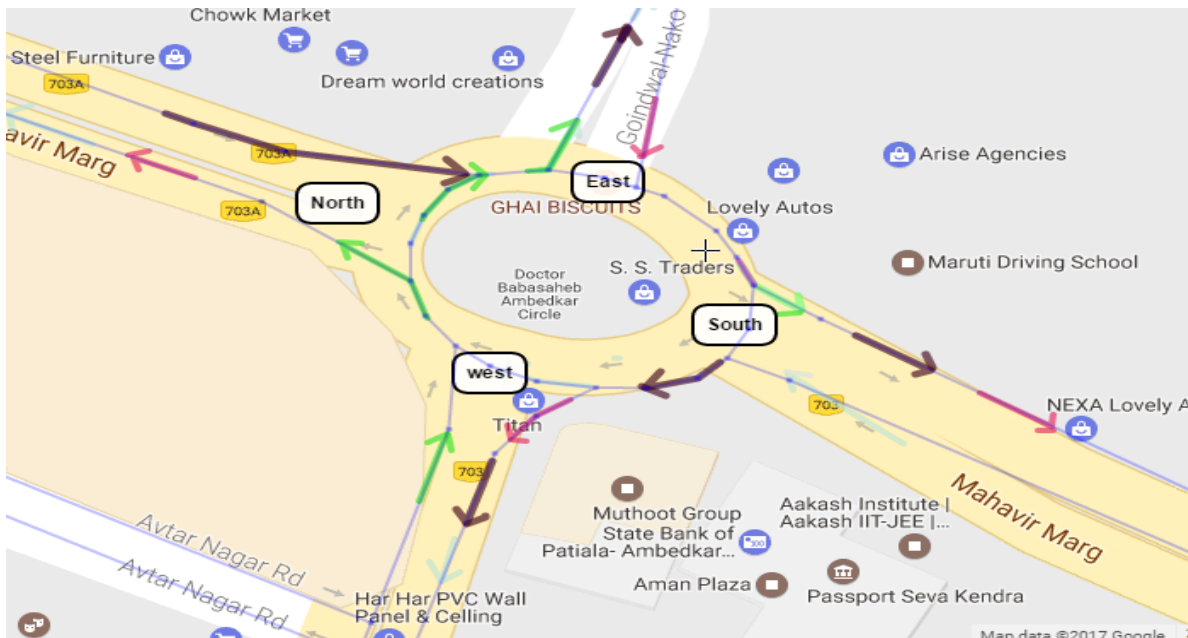 Chowk Market
Steel Furniture
Dream world creations
703A
Goindwal Nako
avir Marg
703A
Arise Agencies
East
North
703A
GHAI BISCUITS
Lovely Autos
Doctor
Babasaheb
Ambedkar
Circle
S. S. Traders
Maruti Driving School
South
west
Titan
703
NEXA Lovely A
703
Mahavir Marg
Muthoot Group
State Bank of
Patiala- Ambedkar...
Aakash Institute |
Aakash IIT-JEE |...
Avtar Nagar Rd
Avtar Nagar Rd
Aman Plaza
Passport Seva Kendra
Har Har PVC Wall
Panel & Celling
Map data ©2017 Google